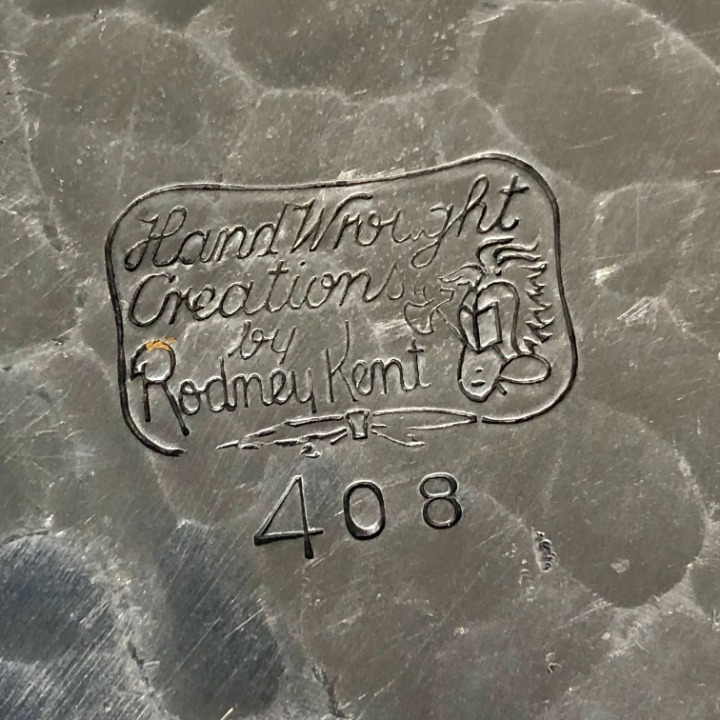 Hand Wrought
Creations
by
Rodney Kent
408